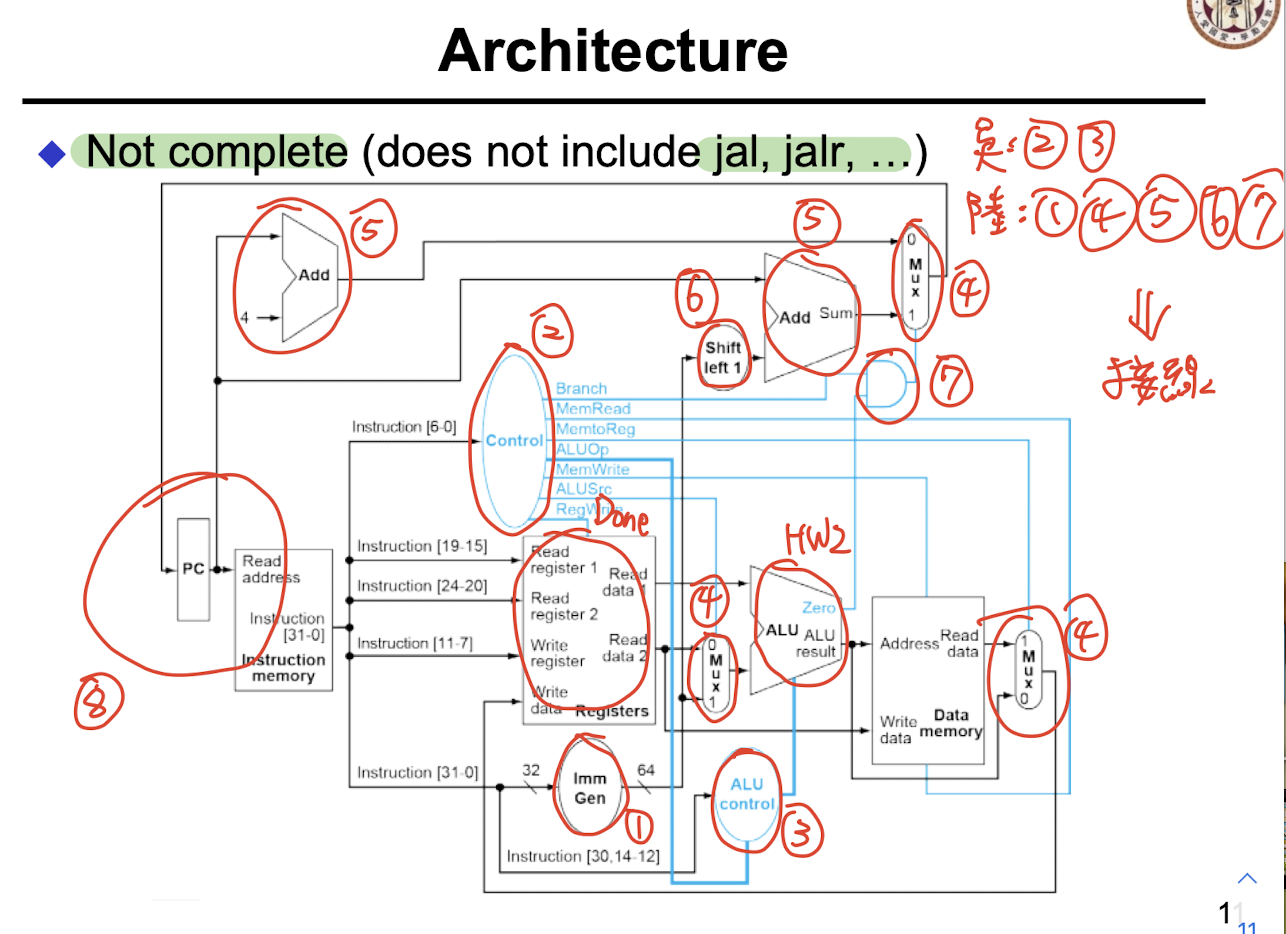 Architecture
Not complete (does not include jal, jalr, …)
吳:② ③
陸:① ④ ⑤ ⑥ ⑦
⇓
接線
⑤
Add
4
⑤
Add Sum
⑥
Shift
left 1
0
M
u
x
1
④
②
Control
Branch
MemRead
MemtoReg
ALUOp
MemWrite
ALUSrc
RegWrite
⑦
Instruction [6-0]
Instruction [19-15]
Instruction [24-20]
Instruction [11-7]
Instruction [31-0]
PC
⑧
Read
address
Instruction
[31-0]
Instruction
memory
Done
Read
register 1
Read
data 1
Read
register 2
Write
register
Read
data 2
Write
data
Registers
④
0
M
u
x
1
HW2
Zero
ALU
ALU
result
Address
Read
data
Write
data
Data
memory
④
1
M
u
x
0
32
Imm
Gen
64
①
ALU
control
③
Instruction [30,14-12]
11
11